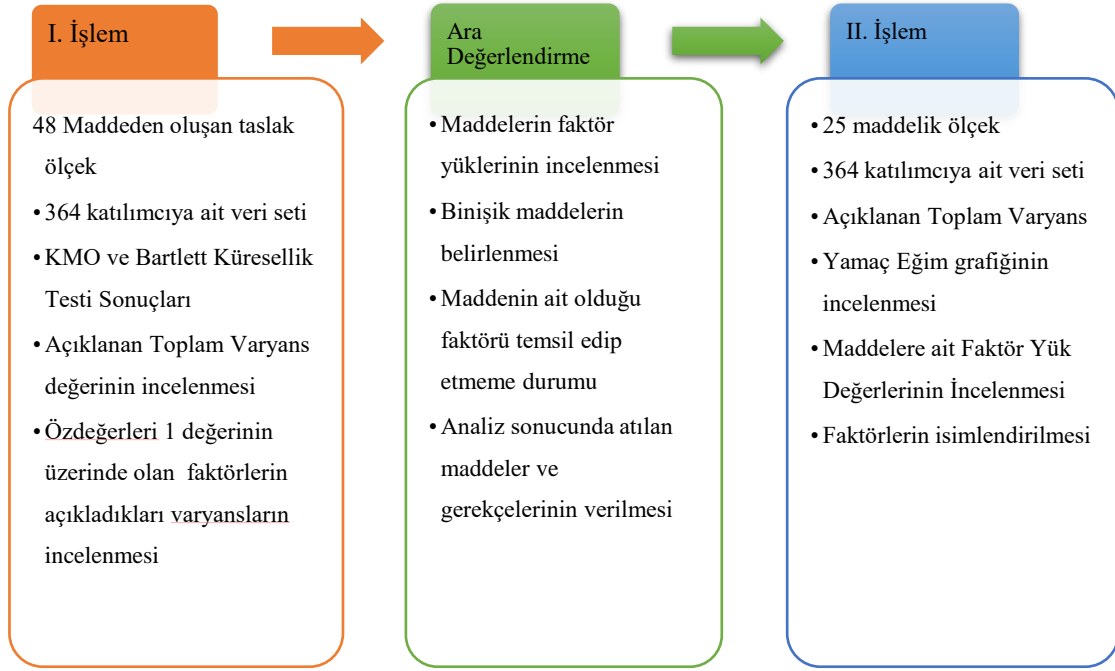 I. İşlem
48 Maddeden oluşan taslak
ölçek
• 364 katılımcıya ait veri seti
• KMO ve Bartlett Küresellik
Testi Sonuçları
• Açıklanan Toplam Varyans
değerinin incelenmesi
• Özdeğerleri 1 değerinin
üzerinde olan faktörlerin
açıkladıkları varyansların
incelenmesi
Ara
Değerlendirme
• Maddelerin faktör
yüklerinin incelenmesi
• Binişik maddelerin
belirlenmesi
• Maddenin ait olduğu
faktörü temsil edip
etmeme durumu
• Analiz sonucunda atılan
maddeler ve
gerekçelerinin verilmesi
II. İşlem
• 25 maddelik ölçek
• 364 katılımcıya ait veri seti
• Açıklanan Toplam Varyans
• Yamaç Eğim grafiğinin
incelenmesi
• Maddelere ait Faktör Yük
Değerlerinin İncelenmesi
• Faktörlerin isimlendirilmesi